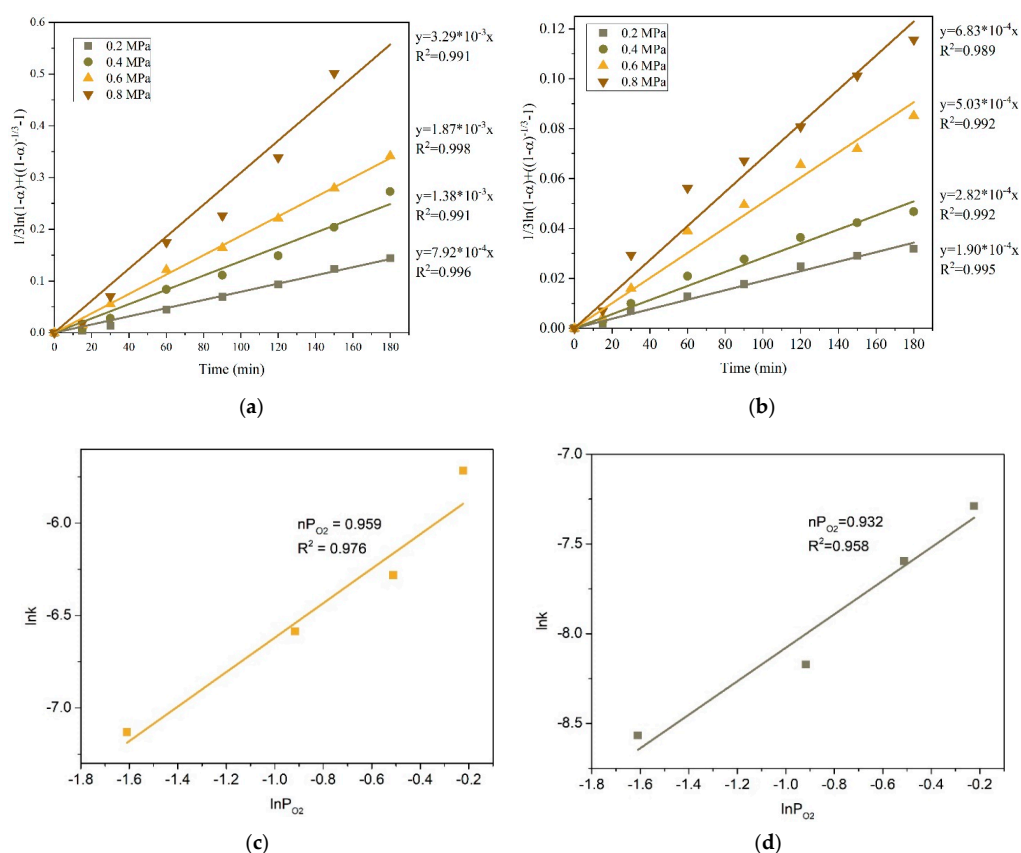 (a)
0.2 MPa
0.4 MPa
0.6 MPa
0.8 MPa
y=3.29*10⁻³x
R²=0.991
y=1.87*10⁻³x
R²=0.998
y=1.38*10⁻³x
R²=0.991
y=7.92*10⁻⁴x
R²=0.996
1/3ln(1-α)+((1-α)⁻¹/³-1)
0.6
0.5
0.4
0.3
0.2
0.1
0.0
0 20 40 60 80 100 120 140 160 180
Time (min)
(a)
(b)
0.2 MPa
0.4 MPa
0.6 MPa
0.8 MPa
y=6.83*10⁻⁴x
R²=0.989
y=5.03*10⁻⁴x
R²=0.992
y=2.82*10⁻⁴x
R²=0.992
y=1.90*10⁻⁴x
R²=0.995
1/3ln(1-α)+((1-α)⁻¹/³-1)
0.12
0.10
0.08
0.06
0.04
0.02
0.00
0 20 40 60 80 100 120 140 160 180
Time (min)
(b)
nP_O2 = 0.959
R² = 0.976
lnk
-6.0
-6.5
-7.0
-1.8 -1.6 -1.4 -1.2 -1.0 -0.8 -0.6 -0.4 -0.2
lnP_O2
(c)
nP_O2=0.932
R²=0.958
lnk
-7.0
-7.5
-8.0
-8.5
-1.8 -1.6 -1.4 -1.2 -1.0 -0.8 -0.6 -0.4 -0.2
lnP_O2
(d)